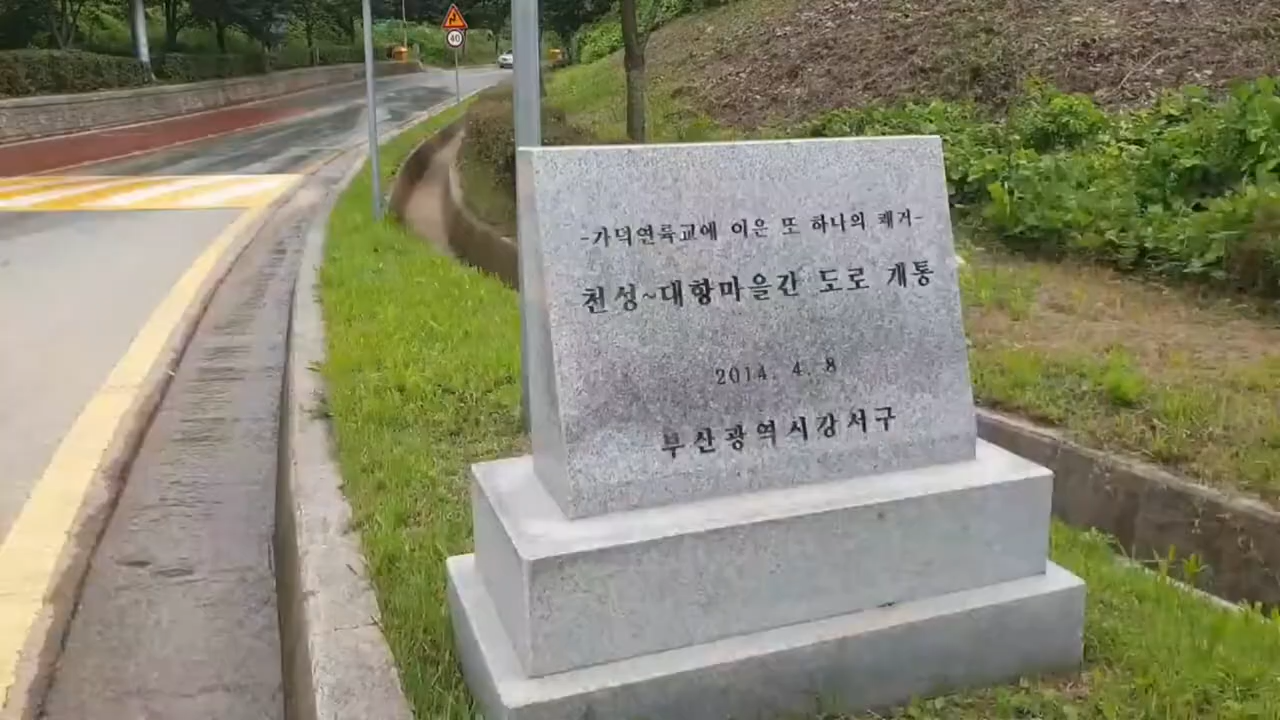 40
-가덕연륙교에 이은 또 하나의 쾌거-
천성~대항마을간 도로 개통
2014. 4. 8
부산광역시강서구